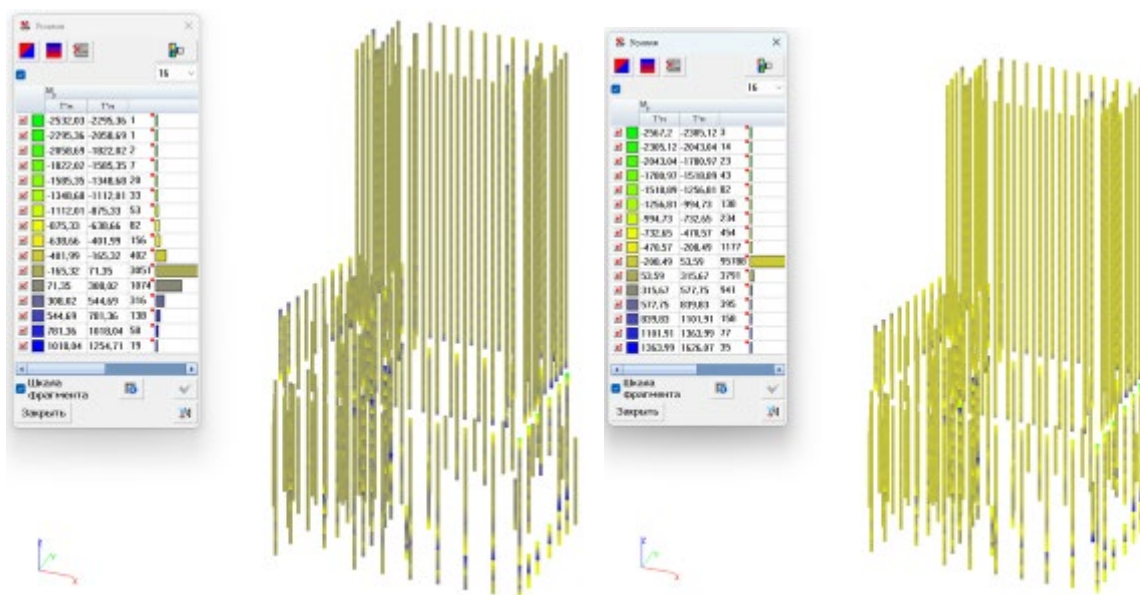 Усилия
16
M
Т*м Т*м
-2532,03 -2295,36 1
-2295,36 -2058,69 1
-2058,69 -1822,02 2
-1822,02 -1585,35 7
-1585,35 -1348,68 20
-1348,68 -1112,01 33
-1112,01 -875,33 53
-875,33 -638,66 82
-638,66 -401,99 156
-401,99 -165,32 402
-165,32 71,35 3851
71,35 308,02 1074
308,02 544,69 316
544,69 781,36 138
781,36 1018,04 58
1018,04 1254,71 19
Шкала
фрагмента
Закрыть
Усилия
16
M
Т*м Т*м
-2567,2 -2305,12 3
-2305,12 -2043,04 14
-2043,04 -1780,97 23
-1780,97 -1518,89 43
-1518,89 -1256,81 82
-1256,81 -994,73 138
-994,73 -732,65 234
-732,65 -470,57 454
-470,57 -208,49 1177
-208,49 53,59
53,59 315,67 3791
315,67 577,75 941
577,75 839,83 395
839,83 1101,91 158
1101,91 1363,99 77
1363,99 1626,07 35
Шкала
фрагмента
Закрыть